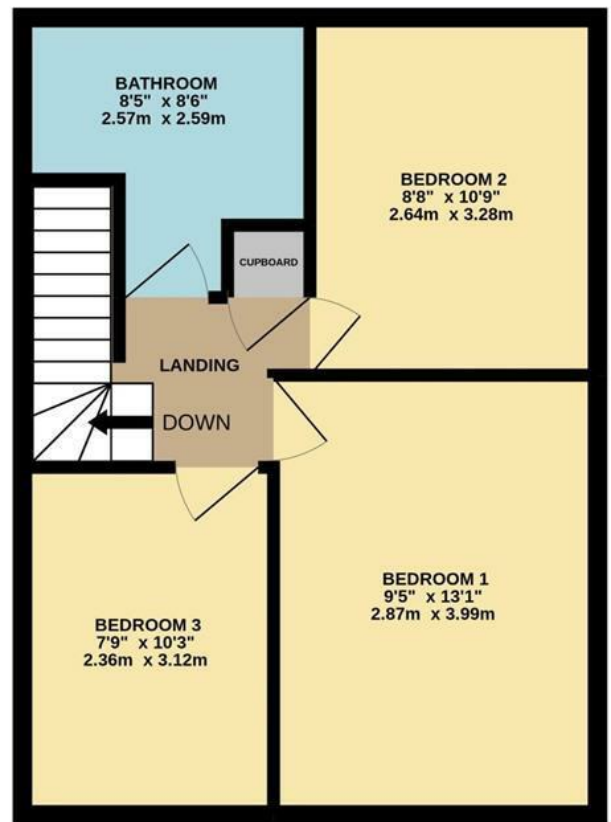 BATHROOM
8'5" x 8'6"
2.57m x 2.59m
BEDROOM 2
8'8" x 10'9"
2.64m x 3.28m
CUPBOARD
LANDING
DOWN
BEDROOM 1
9'5" x 13'1"
2.87m x 3.99m
BEDROOM 3
7'9" x 10'3"
2.36m x 3.12m